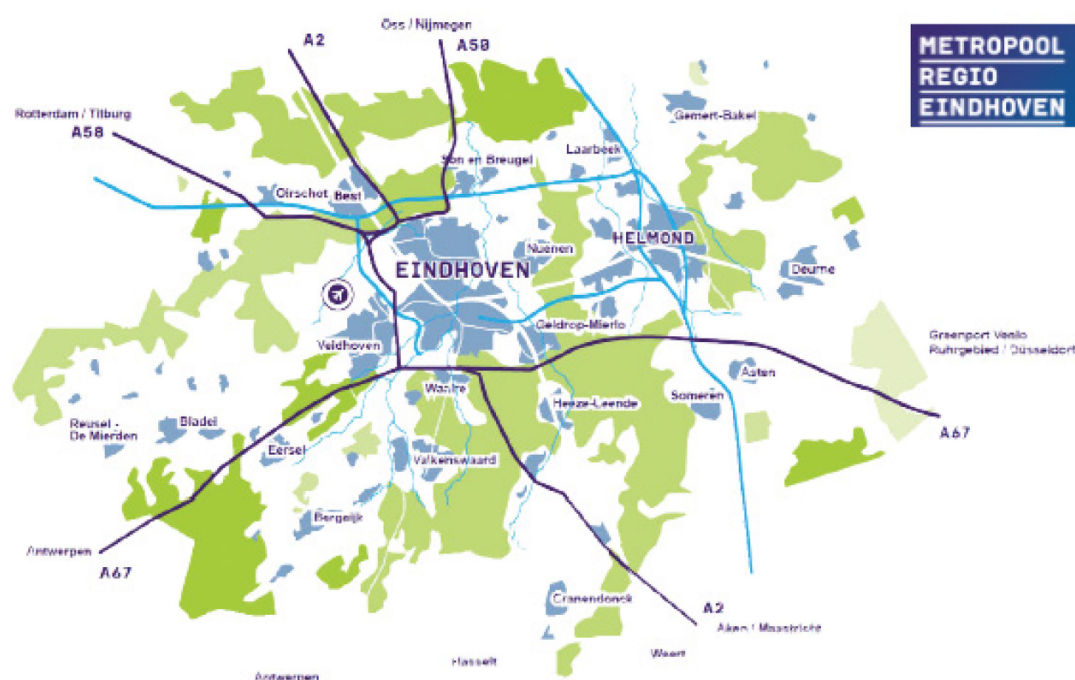 Oss / Nijmegen
A2
A50
METROPOOL
REGIO
EINDHOVEN
Rotterdam / Tilburg
A58
Gemert-Bakel
Laarbeek
Son en Breugel
Oirschot
Best
Nuenen
HELMOND
EINDHOVEN
Deurne
Geldrop-Mierlo
Veldhoven
Greenport Venlo
Ruhrgebied / Düsseldorf
Waalre
Asten
Heeze-Leende
Someren
Reusel -
De Mierden
Bladel
A67
Eersel
Valkenswaard
Bergeijk
Antwerpen
A67
Cranendonck
A2
Aken / Maastricht
Weert
Hasselt
Antwerpen